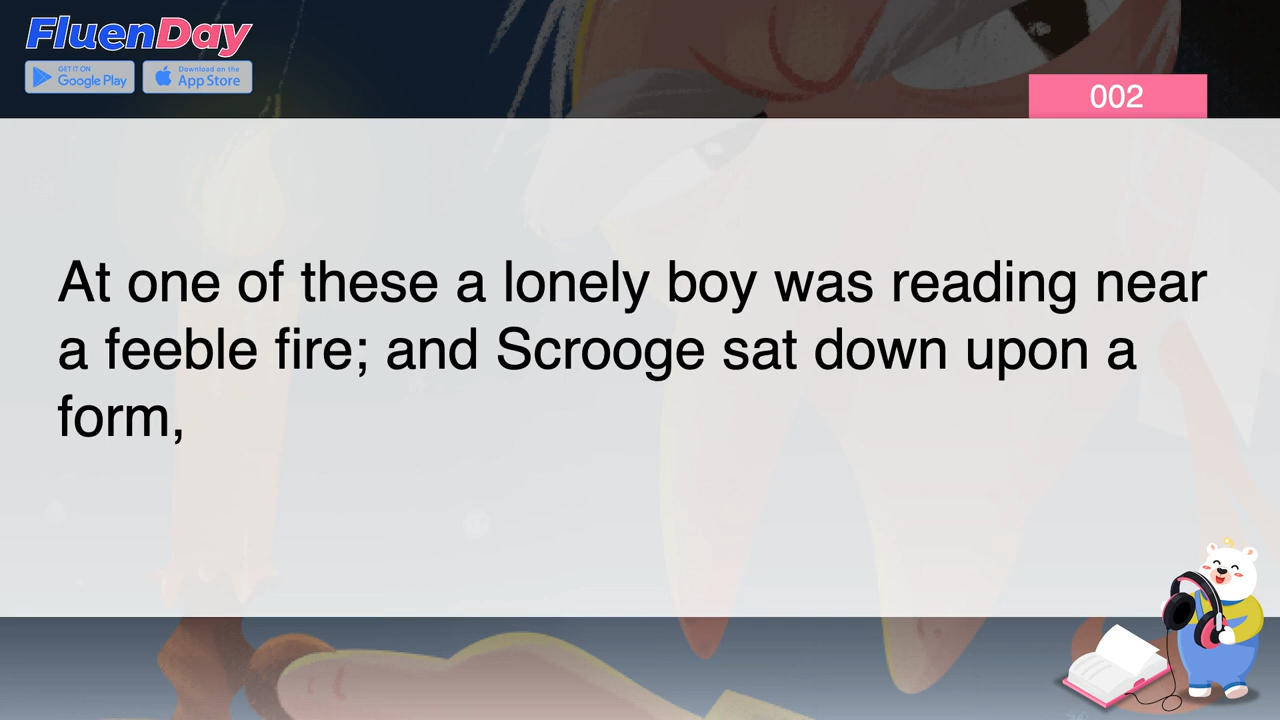 FluenDay
GET IT ON
Google Play
Download on the
App Store
002
At one of these a lonely boy was reading near
a feeble fire; and Scrooge sat down upon a
form,